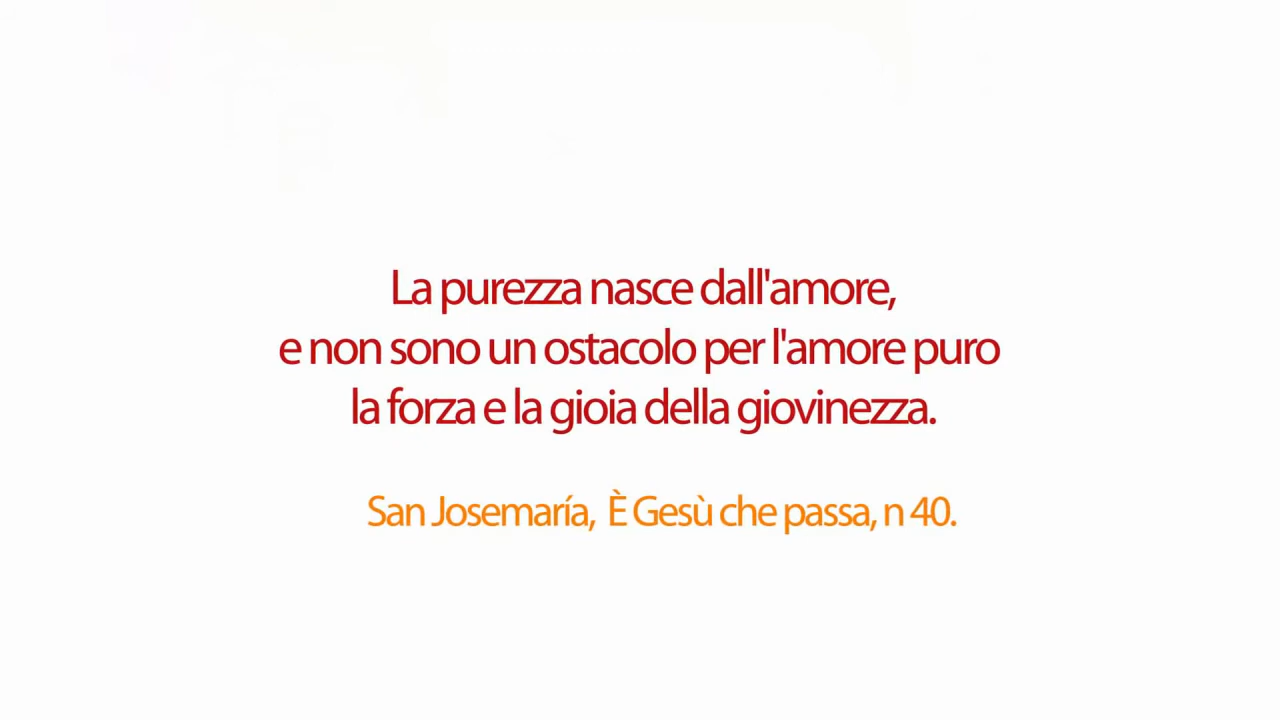 La purezza nasce dall'amore,
e non sono un ostacolo per l'amore puro
la forza e la gioia della giovinezza.
San Josemaría, È Gesù che passa, n 40.